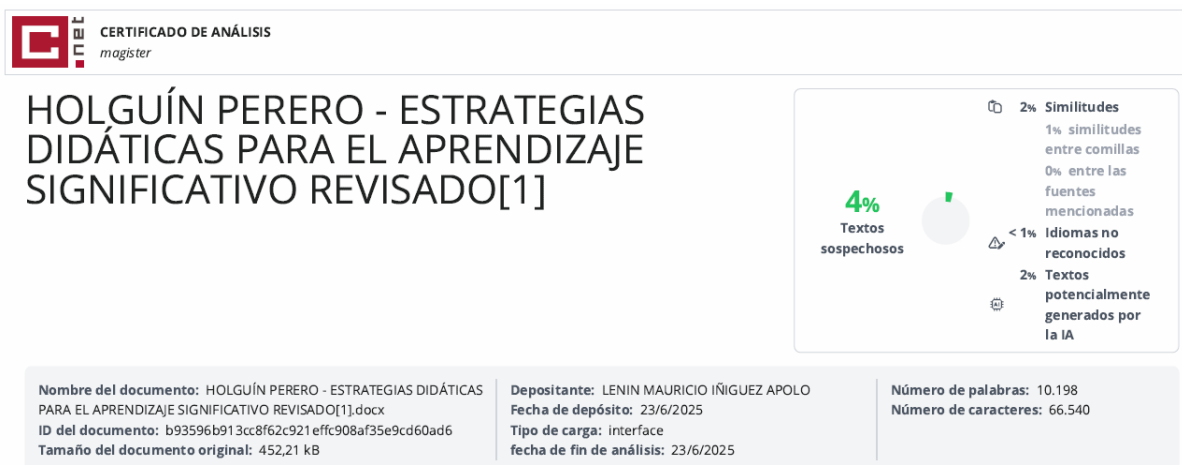 C .net
CERTIFICADO DE ANÁLISIS
magister
HOLGUÍN PERERO - ESTRATEGIAS
DIDÁTICAS PARA EL APRENDIZAJE
SIGNIFICATIVO REVISADO[1]
4%
Textos
sospechosos
2% Similitudes
1% similitudes
entre comillas
0% entre las
fuentes
mencionadas
< 1% Idiomas no
reconocidos
2% Textos
potencialmente
generados por
la IA
AI
Nombre del documento: HOLGUÍN PERERO - ESTRATEGIAS DIDÁTICAS
PARA EL APRENDIZAJE SIGNIFICATIVO REVISADO[1].docx
ID del documento: b93596b913cc8f62c921effc908af35e9cd60ad6
Tamaño del documento original: 452,21 kB
Depositante: LENIN MAURICIO IÑIGUEZ APOLO
Fecha de depósito: 23/6/2025
Tipo de carga: interface
fecha de fin de análisis: 23/6/2025
Número de palabras: 10.198
Número de caracteres: 66.540